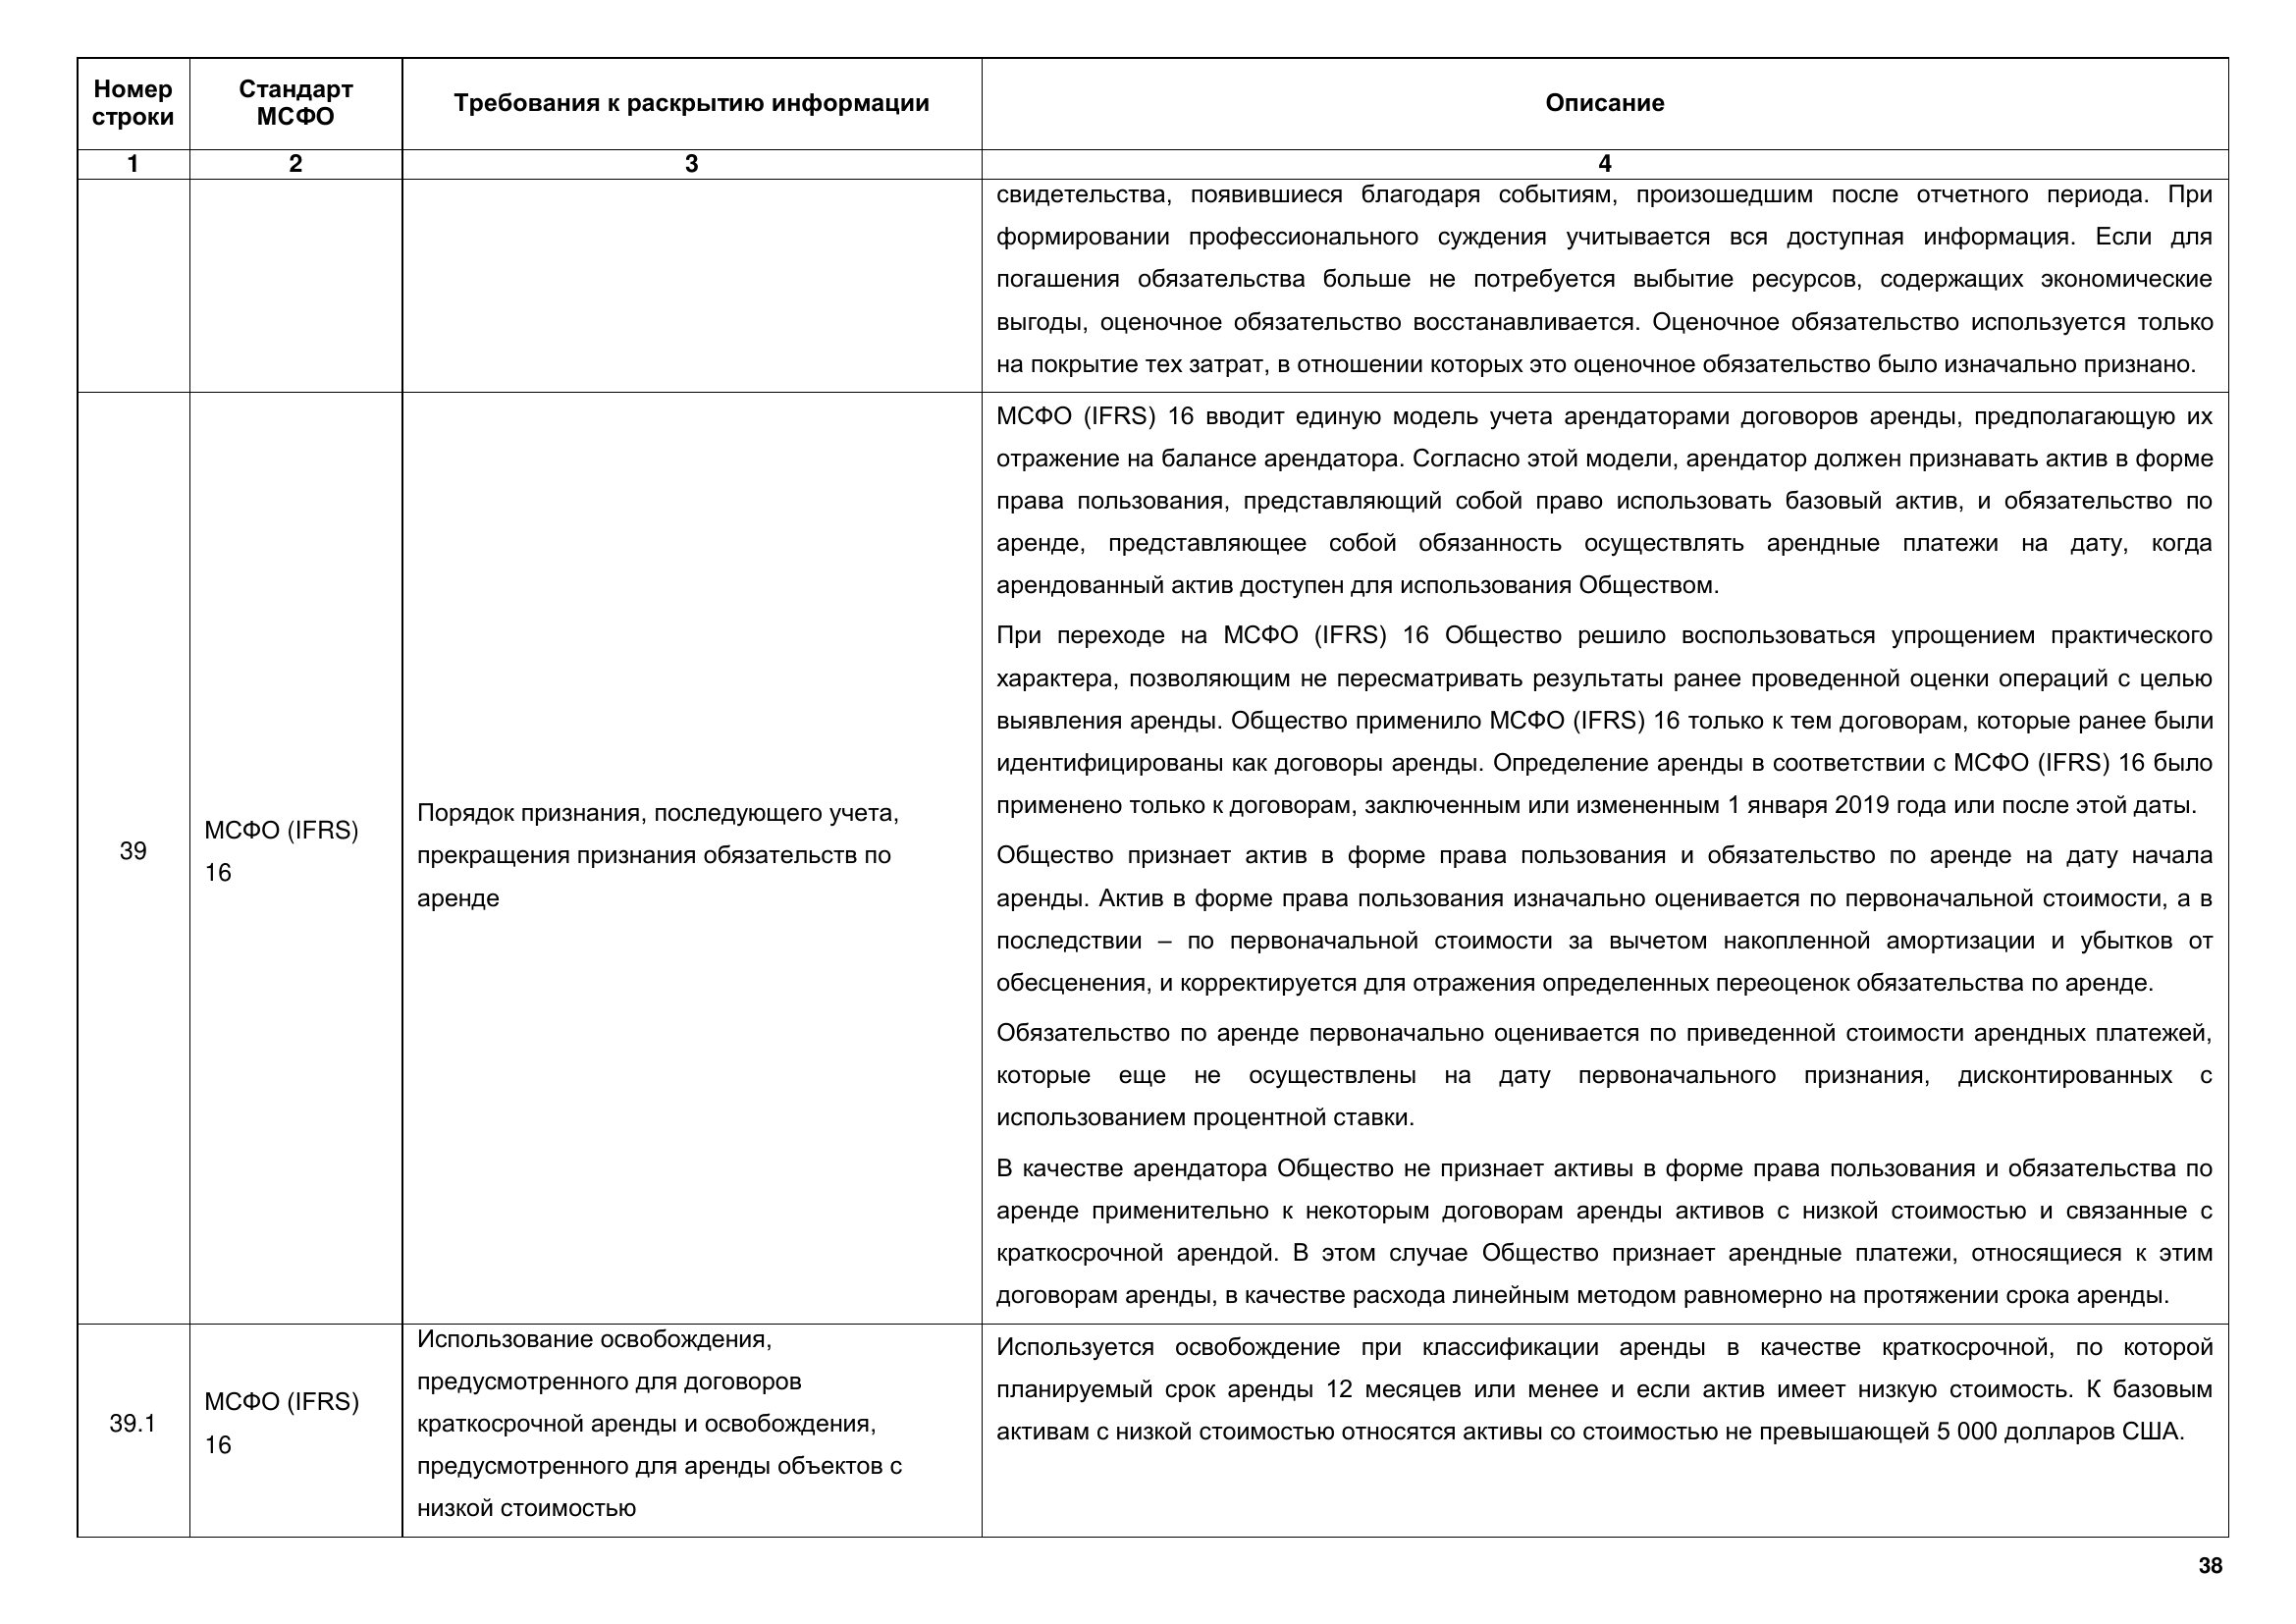 Номер строки
Стандарт МСФО
Требования к раскрытию информации
Описание
1
2
3
4
свидетельства, появившиеся благодаря событиям, произошедшим после отчетного периода. При
формировании профессионального суждения учитывается вся доступная информация. Если для
погашения обязательства больше не потребуется выбытие ресурсов, содержащих экономические
выгоды, оценочное обязательство восстанавливается. Оценочное обязательство используется только
на покрытие тех затрат, в отношении которых это оценочное обязательство было изначально признано.
39
МСФО (IFRS)
16
Порядок признания, последующего учета,
прекращения признания обязательств по
аренде
МСФО (IFRS) 16 вводит единую модель учета арендаторами договоров аренды, предполагающую их
отражение на балансе арендатора. Согласно этой модели, арендатор должен признавать актив в форме
права пользования, представляющий собой право использовать базовый актив, и обязательство по
аренде, представляющее собой обязанность осуществлять арендные платежи на дату, когда
арендованный актив доступен для использования Обществом.
При переходе на МСФО (IFRS) 16 Общество решило воспользоваться упрощением практического
характера, позволяющим не пересматривать результаты ранее проведенной оценки операций с целью
выявления аренды. Общество применило МСФО (IFRS) 16 только к тем договорам, которые ранее были
идентифицированы как договоры аренды. Определение аренды в соответствии с МСФО (IFRS) 16 было
применено только к договорам, заключенным или измененным 1 января 2019 года или после этой даты.
Общество признает актив в форме права пользования и обязательство по аренде на дату начала
аренды. Актив в форме права пользования изначально оценивается по первоначальной стоимости, а в
последствии – по первоначальной стоимости за вычетом накопленной амортизации и убытков от
обесценения, и корректируется для отражения определенных переоценок обязательства по аренде.
Обязательство по аренде первоначально оценивается по приведенной стоимости арендных платежей,
которые еще не осуществлены на дату первоначального признания, дисконтированных с
использованием процентной ставки.
В качестве арендатора Общество не признает активы в форме права пользования и обязательства по
аренде применительно к некоторым договорам аренды активов с низкой стоимостью и связанные с
краткосрочной арендой. В этом случае Общество признает арендные платежи, относящиеся к этим
договорам аренды, в качестве расхода линейным методом равномерно на протяжении срока аренды.
39.1
МСФО (IFRS)
16
Использование освобождения,
предусмотренного для договоров
краткосрочной аренды и освобождения,
предусмотренного для аренды объектов с
низкой стоимостью
Используется освобождение при классификации аренды в качестве краткосрочной, по которой
планируемый срок аренды 12 месяцев или менее и если актив имеет низкую стоимость. К базовым
активам с низкой стоимостью относятся активы со стоимостью не превышающей 5 000 долларов США.
38